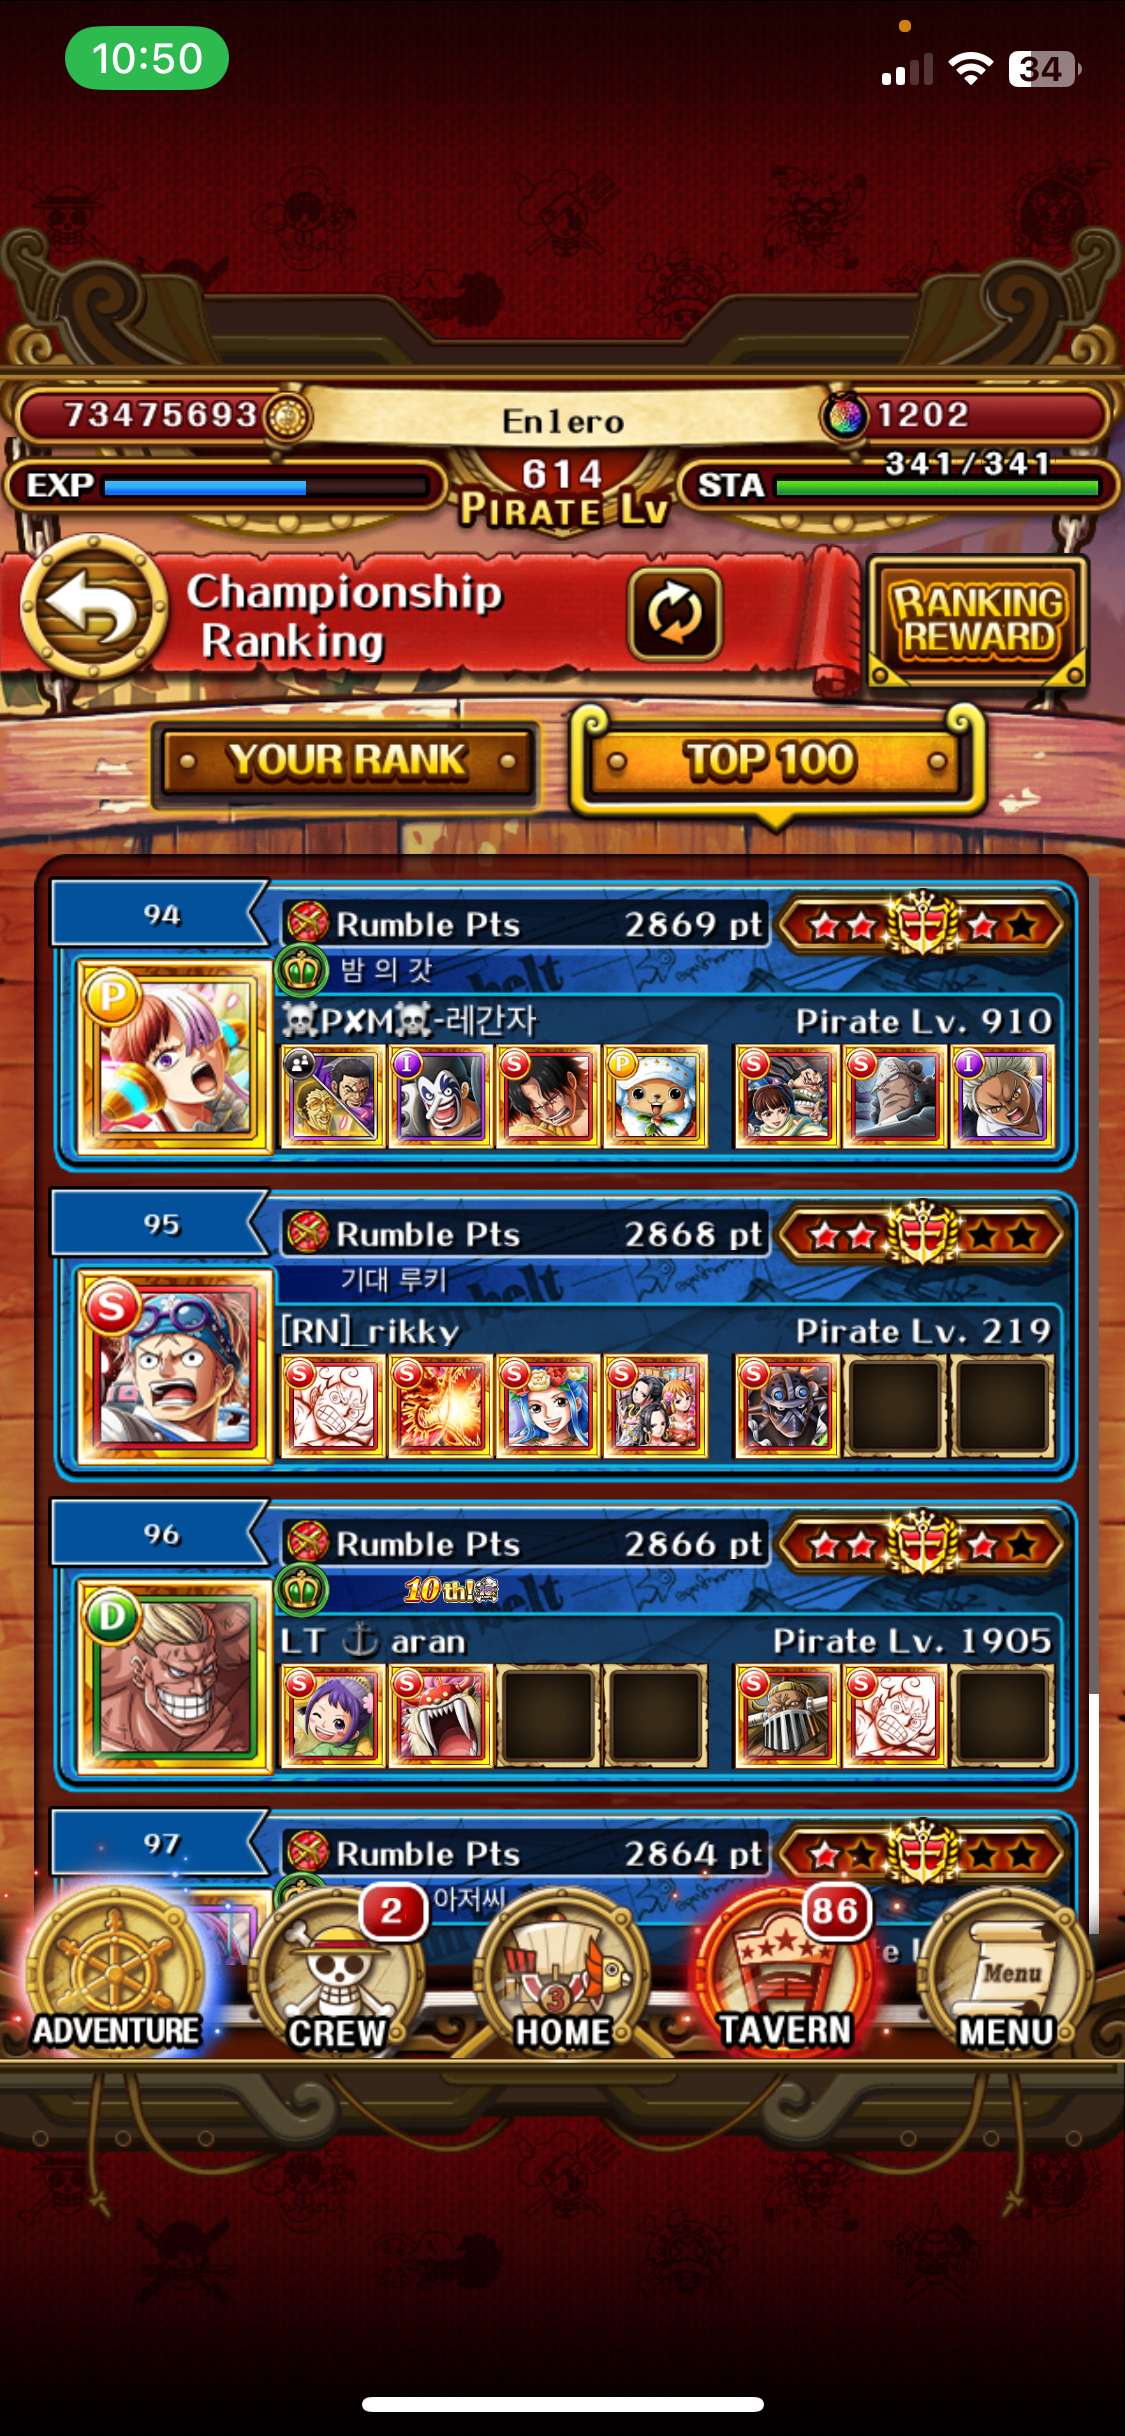 10:50
34
73475693
En1ero
1202
EXP
614
PIRATE Lv
STA
341/341
Championship
Ranking
RANKING
REWARD
YOUR RANK
TOP 100
94
Rumble Pts
2869 pt
밤 의 갓
☠P✘M☠-레간자
Pirate Lv. 910
P
I
S
P
S
S
I
95
Rumble Pts
2868 pt
기대 루키
[RN]_rikky
Pirate Lv. 219
S
S
S
S
S
S
96
Rumble Pts
2866 pt
10th!
LT ⚓ aran
Pirate Lv. 1905
D
S
S
S
S
97
Rumble Pts
2864 pt
아저씨
2
86
3
Menu
ADVENTURE
CREW
HOME
TAVERN
MENU